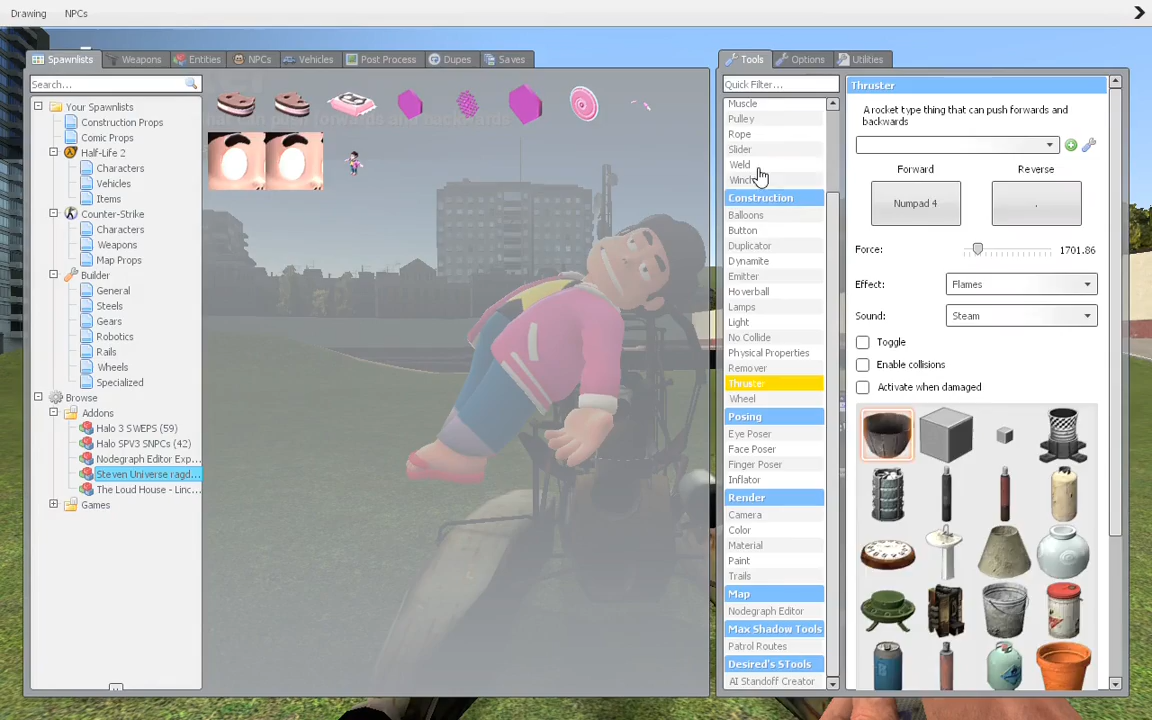 Drawing NPCs
Spawnlists Weapons Entities NPCs Vehicles Post Process Dupes Saves
Search...
Your Spawnlists
Construction Props
Comic Props
Half-Life 2
Characters
Vehicles
Items
Counter-Strike
Characters
Weapons
Map Props
Builder
General
Steels
Gears
Robotics
Rails
Wheels
Specialized
Browse
Addons
Halo 3 SWEPS (59)
Halo SPV3 SNPCs (42)
Nodegraph Editor Exp...
Steven Universe ragd...
The Loud House - Linc...
Games
that can push forwards and backwards
Tools Options Utilities
Quick Filter...
Muscle
Pulley
Rope
Slider
Weld
Winch
Construction
Balloons
Button
Duplicator
Dynamite
Emitter
Hoverball
Lamps
Light
No Collide
Physical Properties
Remover
Thruster
Wheel
Posing
Eye Poser
Face Poser
Finger Poser
Inflator
Render
Camera
Color
Material
Paint
Trails
Map
Nodegraph Editor
Max Shadow Tools
Patrol Routes
Desired's STools
AI Standoff Creator
Thruster
A rocket type thing that can push forwards and
backwards
Forward Reverse
Numpad 4 .
Force: 1701.86
Effect: Flames
Sound: Steam
Toggle
Enable collisions
Activate when damaged